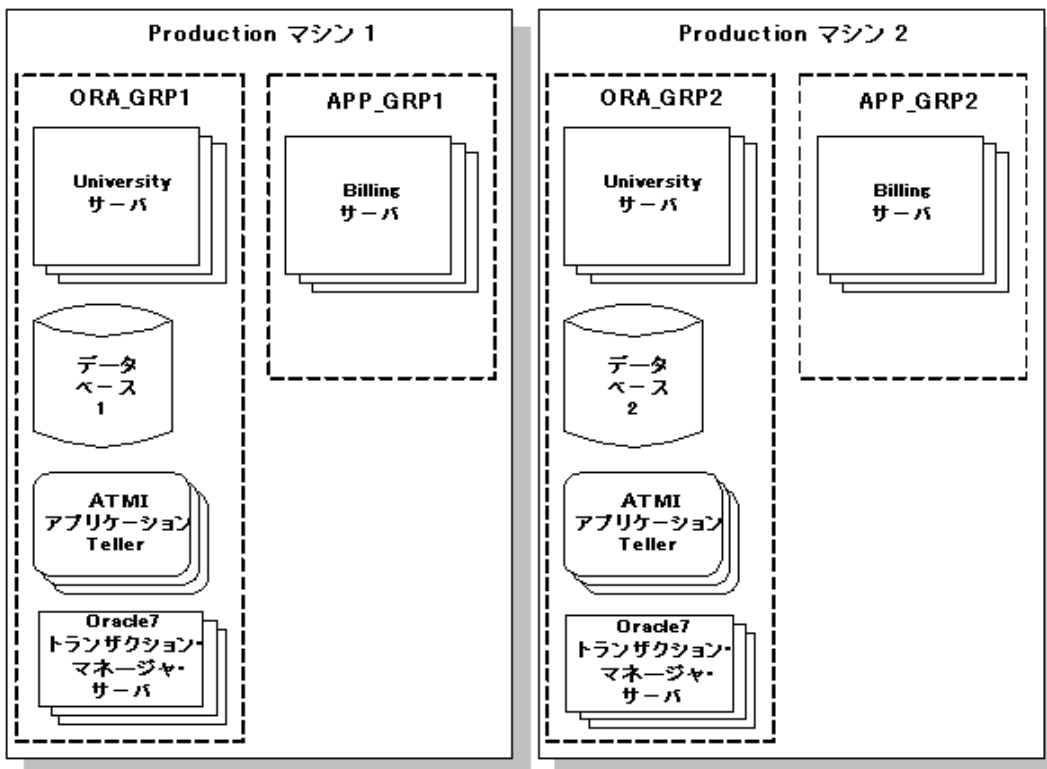 Production マシン 1
ORA_GRP1
University
サーバ
データ
ベース
1
ATMI
アプリケーション
Teller
Oracle7
トランザクション・
マネージャ・
サーバ
APP_GRP1
Billing
サーバ
Production マシン 2
ORA_GRP2
University
サーバ
データ
ベース
2
ATMI
アプリケーション
Teller
Oracle7
トランザクション・
マネージャ・
サーバ
APP_GRP2
Billing
サーバ